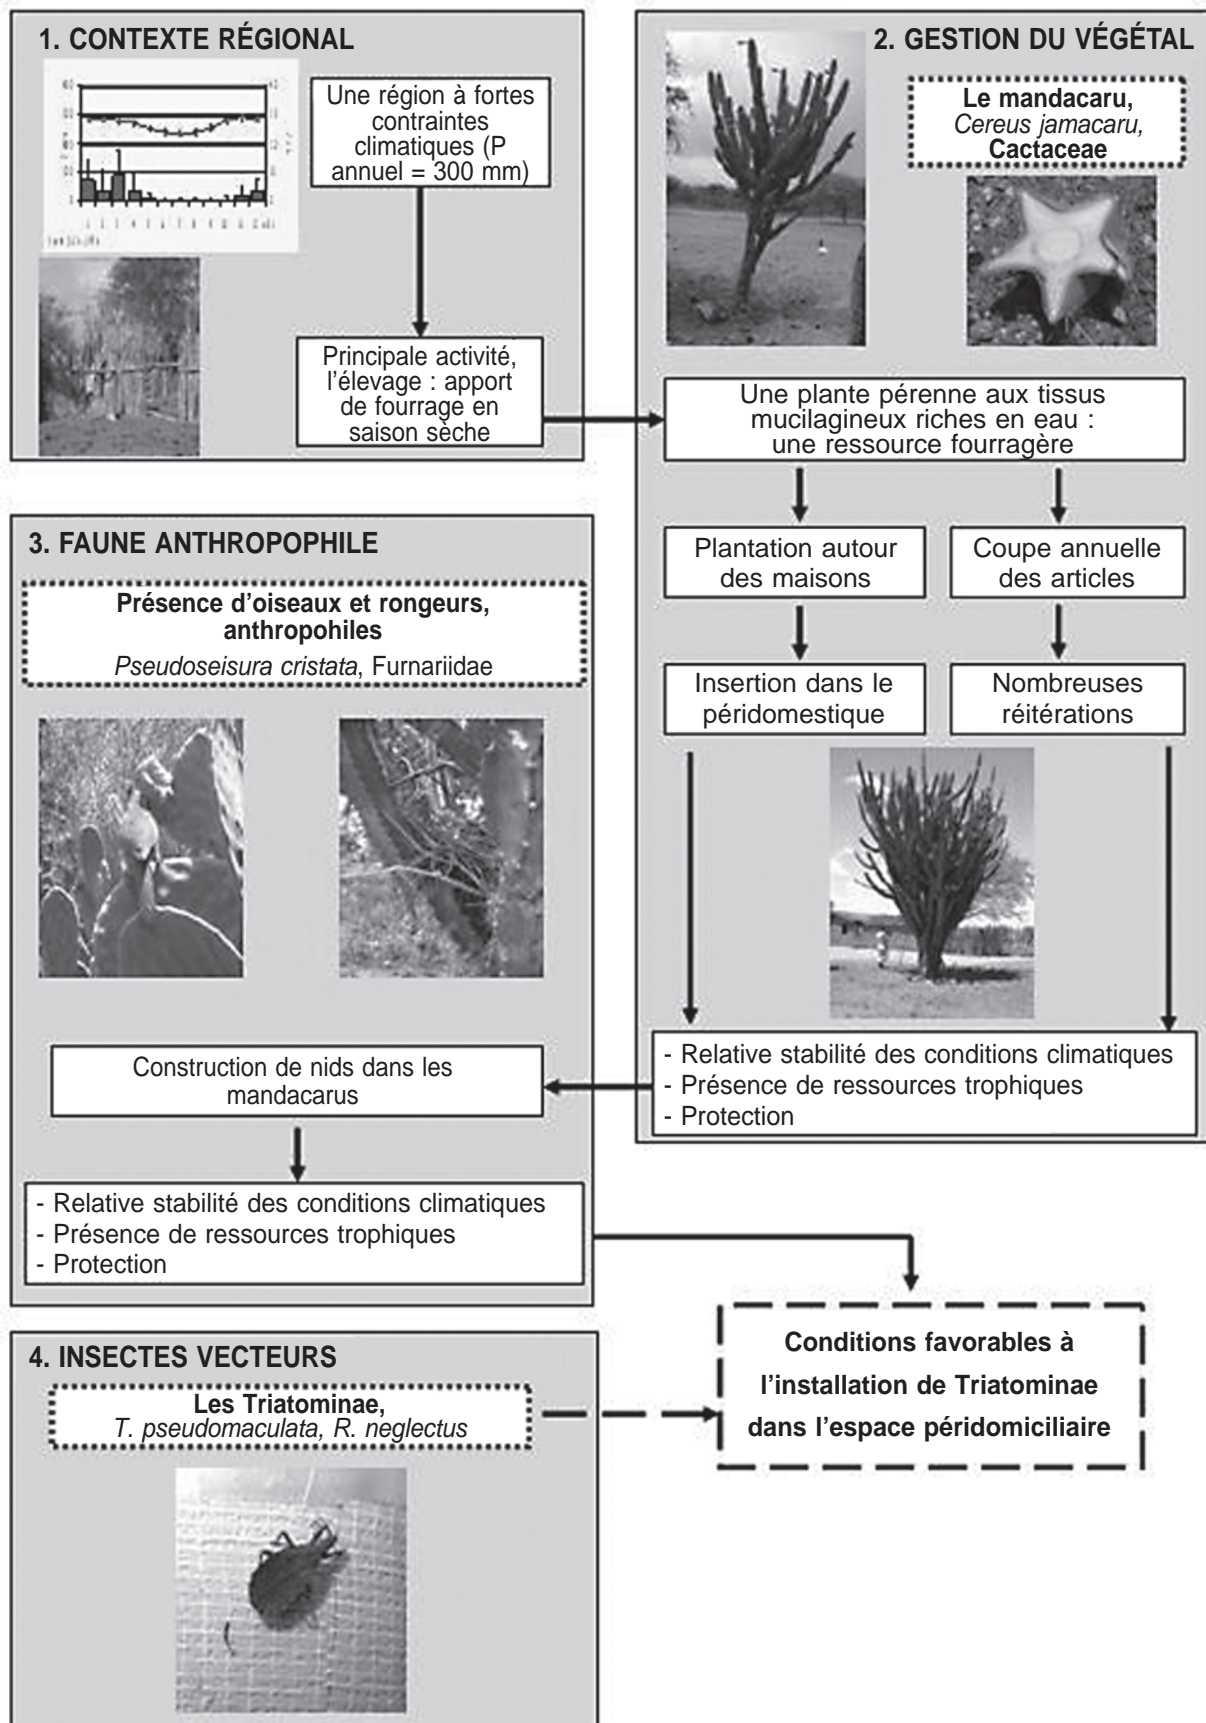 1. CONTEXTE RÉGIONAL
Une région à fortes
contraintes
climatiques (P
annuel = 300 mm)
Principale activité,
l'élevage : apport
de fourrage en
saison sèche
2. GESTION DU VÉGÉTAL
Le mandacaru,
Cereus jamacaru,
Cactaceae
Une plante pérenne aux tissus
mucilagineux riches en eau :
une ressource fourragère
Plantation autour
des maisons
Coupe annuelle
des articles
Insertion dans le
péridomestique
Nombreuses
réitérations
- Relative stabilité des conditions climatiques
- Présence de ressources trophiques
- Protection
3. FAUNE ANTHROPOPHILE
Présence d'oiseaux et rongeurs,
anthropohiles
Pseudoseisura cristata, Furnariidae
Construction de nids dans les
mandacarus
- Relative stabilité des conditions climatiques
- Présence de ressources trophiques
- Protection
4. INSECTES VECTEURS
Les Triatominae,
T. pseudomaculata, R. neglectus
Conditions favorables à
l'installation de Triatominae
dans l'espace péridomiciliaire